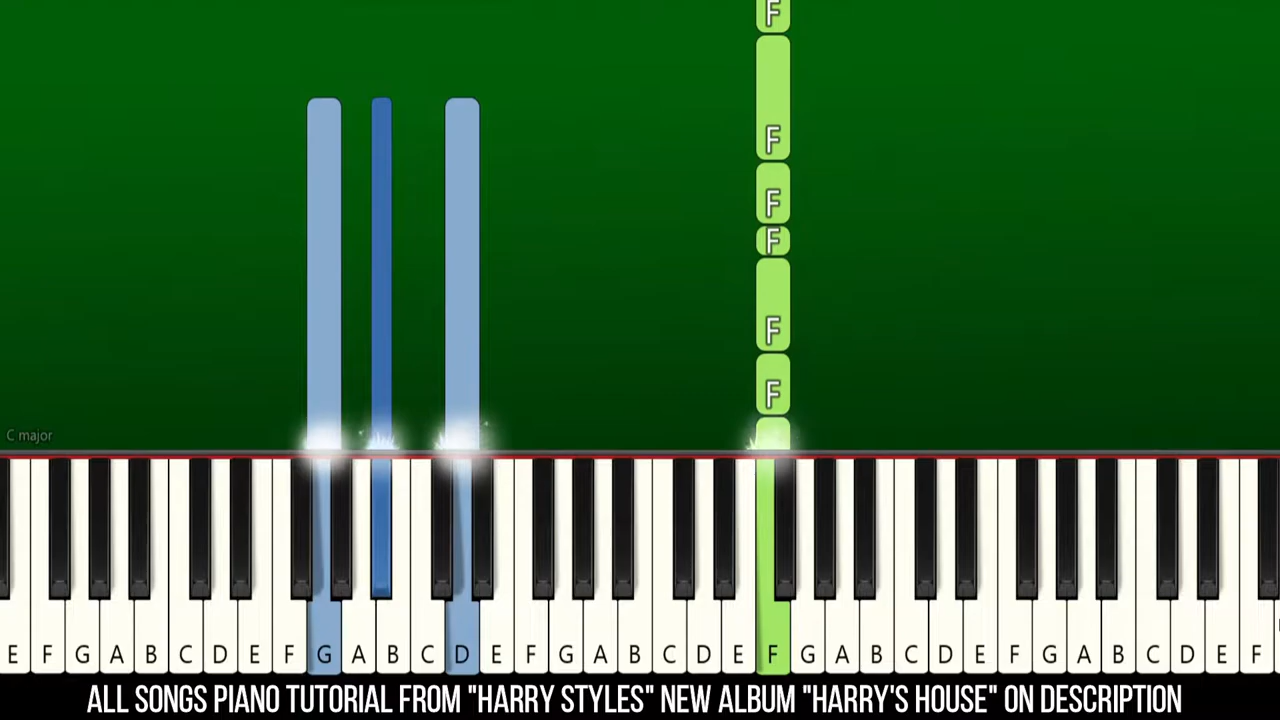 F
F
F
F
F
F
C major
E F G A B C D E F G A B C D E F G A B C D E F G A B C D E F G A B C D E F
ALL SONGS PIANO TUTORIAL FROM "HARRY STYLES" NEW ALBUM "HARRY'S HOUSE" ON DESCRIPTION